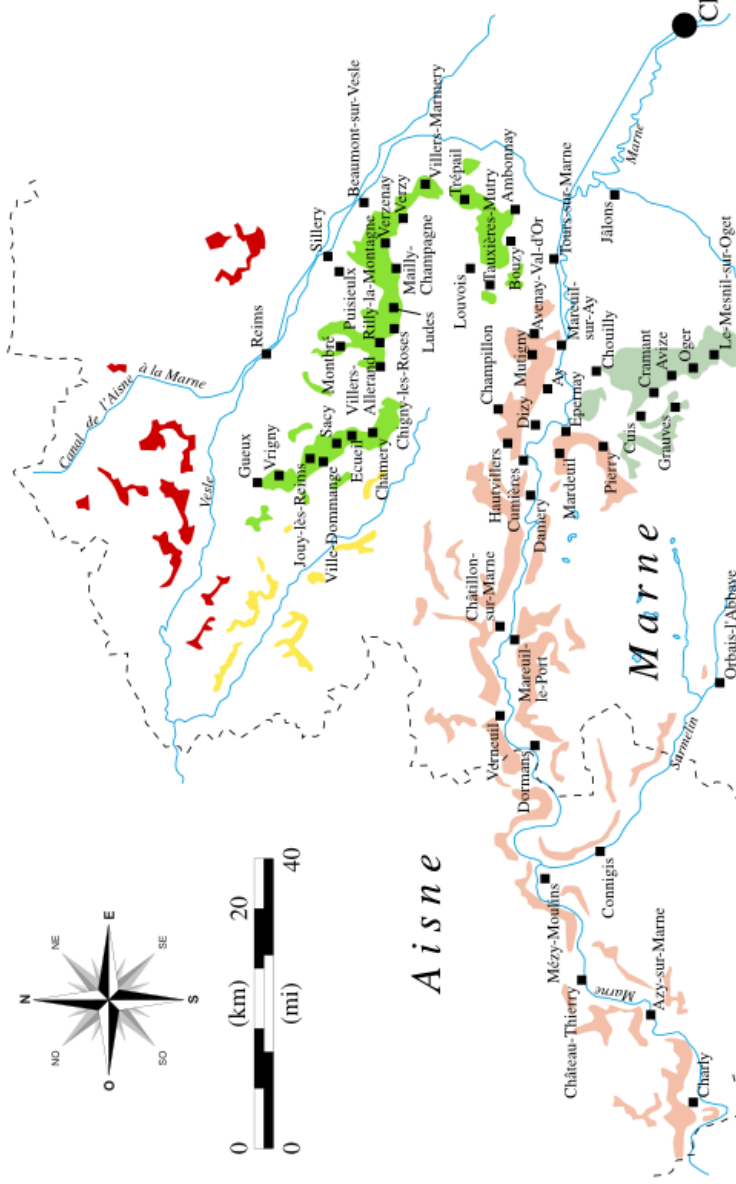 N
NO
NE
O
E
SO
SE
S
0
20
(km)
40
0
(mi)
Aisne
Marne
Canal de l'Aisne
à la Marne
Vesle
Reims
Sillery
Beaumont-sur-Vesle
Puisieulx
Montbré
Villers-Marmery
Verzenay
Verzy
Rilly-la-Montagne
Mailly-
Champagne
Ludes
Chigny-les-Roses
Villers-
Allerand
Gueux
Vrigny
Jouy-lès-Reims
Ville-Dommange
Sacy
Ecueil
Chamery
Trépail
Louvois
Tauxières-Mutry
Bouzy
Ambonnay
Tours-sur-Marne
Avenay-Val-d'Or
Mutigny
Mareuil-
sur-Ay
Ay
Champillon
Dizy
Hautvillers
Cumières
Damery
Epernay
Mardeuil
Pierry
Châtillon-
sur-Marne
Mareuil-
le-Port
Verneuil
Dormans
Mézy-Moulins
Château-Thierry
Marne
Connigis
Azy-sur-Marne
Charly
Sarmelin
Orbais-l'Abbaye
Chouilly
Cramant
Cuis
Avize
Grauves
Oger
Le-Mesnil-sur-Oget
Jâlons
Marne